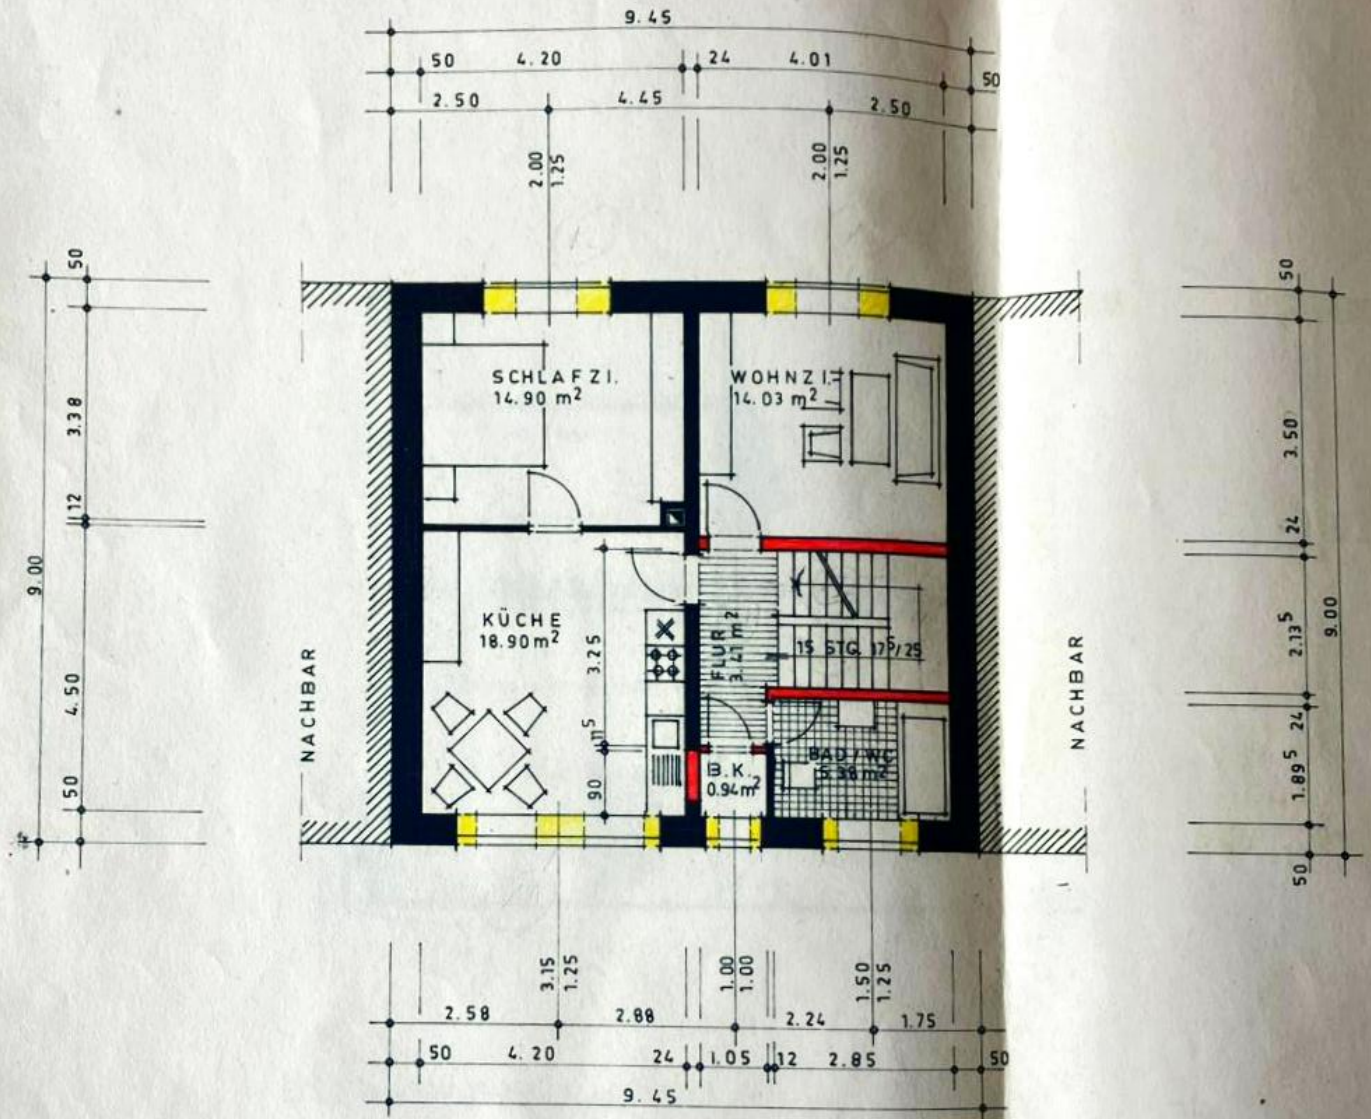 9.45
50 4.20 24 4.01 50
2.50 4.45 2.50
2.00
1.25
2.00
1.25
9.00
50
3.38
12
4.50
50
NACHBAR
SCHLAFZI.
14.90 m²
WOHNZI.
14.03 m²
KÜCHE
18.90 m²
3.25
11⁵
90
FLUR
3.41 m²
15 STG. 17⁵/25
B.K.
0.94 m²
BAD/WC
5.38 m²
NACHBAR
50
3.50
24
2.13⁵
24
1.89⁵
50
9.00
3.15
1.25
1.00
1.00
1.50
1.25
2.58 2.88 2.24 1.75
50 4.20 24 1.05 12 2.85 50
9.45